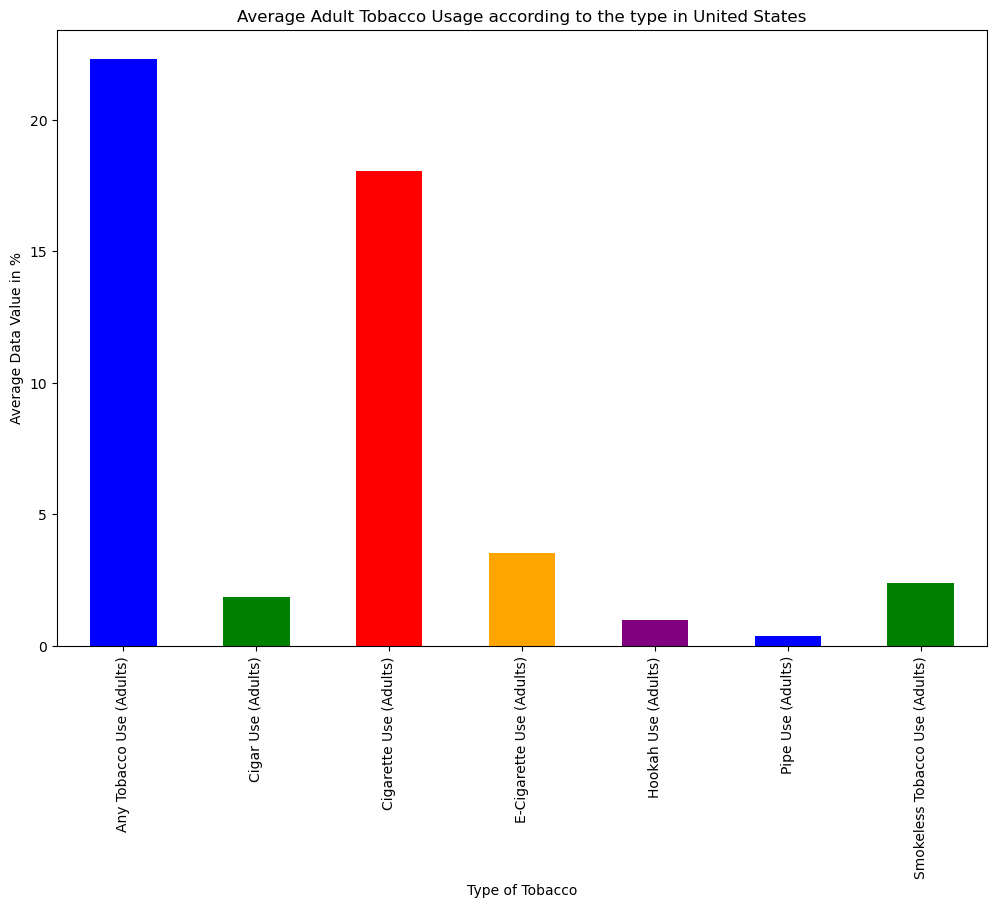 Average Adult Tobacco Usage according to the type in United States
Average Data Value in %
20
15
10
5
0
Any Tobacco Use (Adults)
Cigar Use (Adults)
Cigarette Use (Adults)
E-Cigarette Use (Adults)
Hookah Use (Adults)
Pipe Use (Adults)
Smokeless Tobacco Use (Adults)
Type of Tobacco